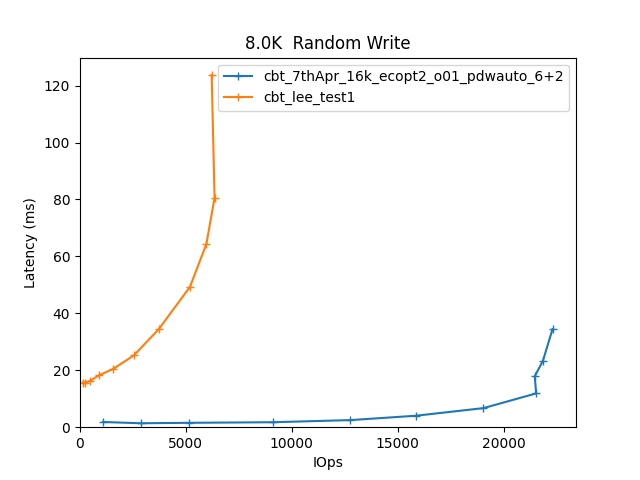 8.0K  Random Write
cbt_7thApr_16k_ecopt2_o01_pdwauto_6+2
cbt_lee_test1
120
100
80
60
40
20
0
Latency (ms)
0
5000
10000
15000
20000
IOps